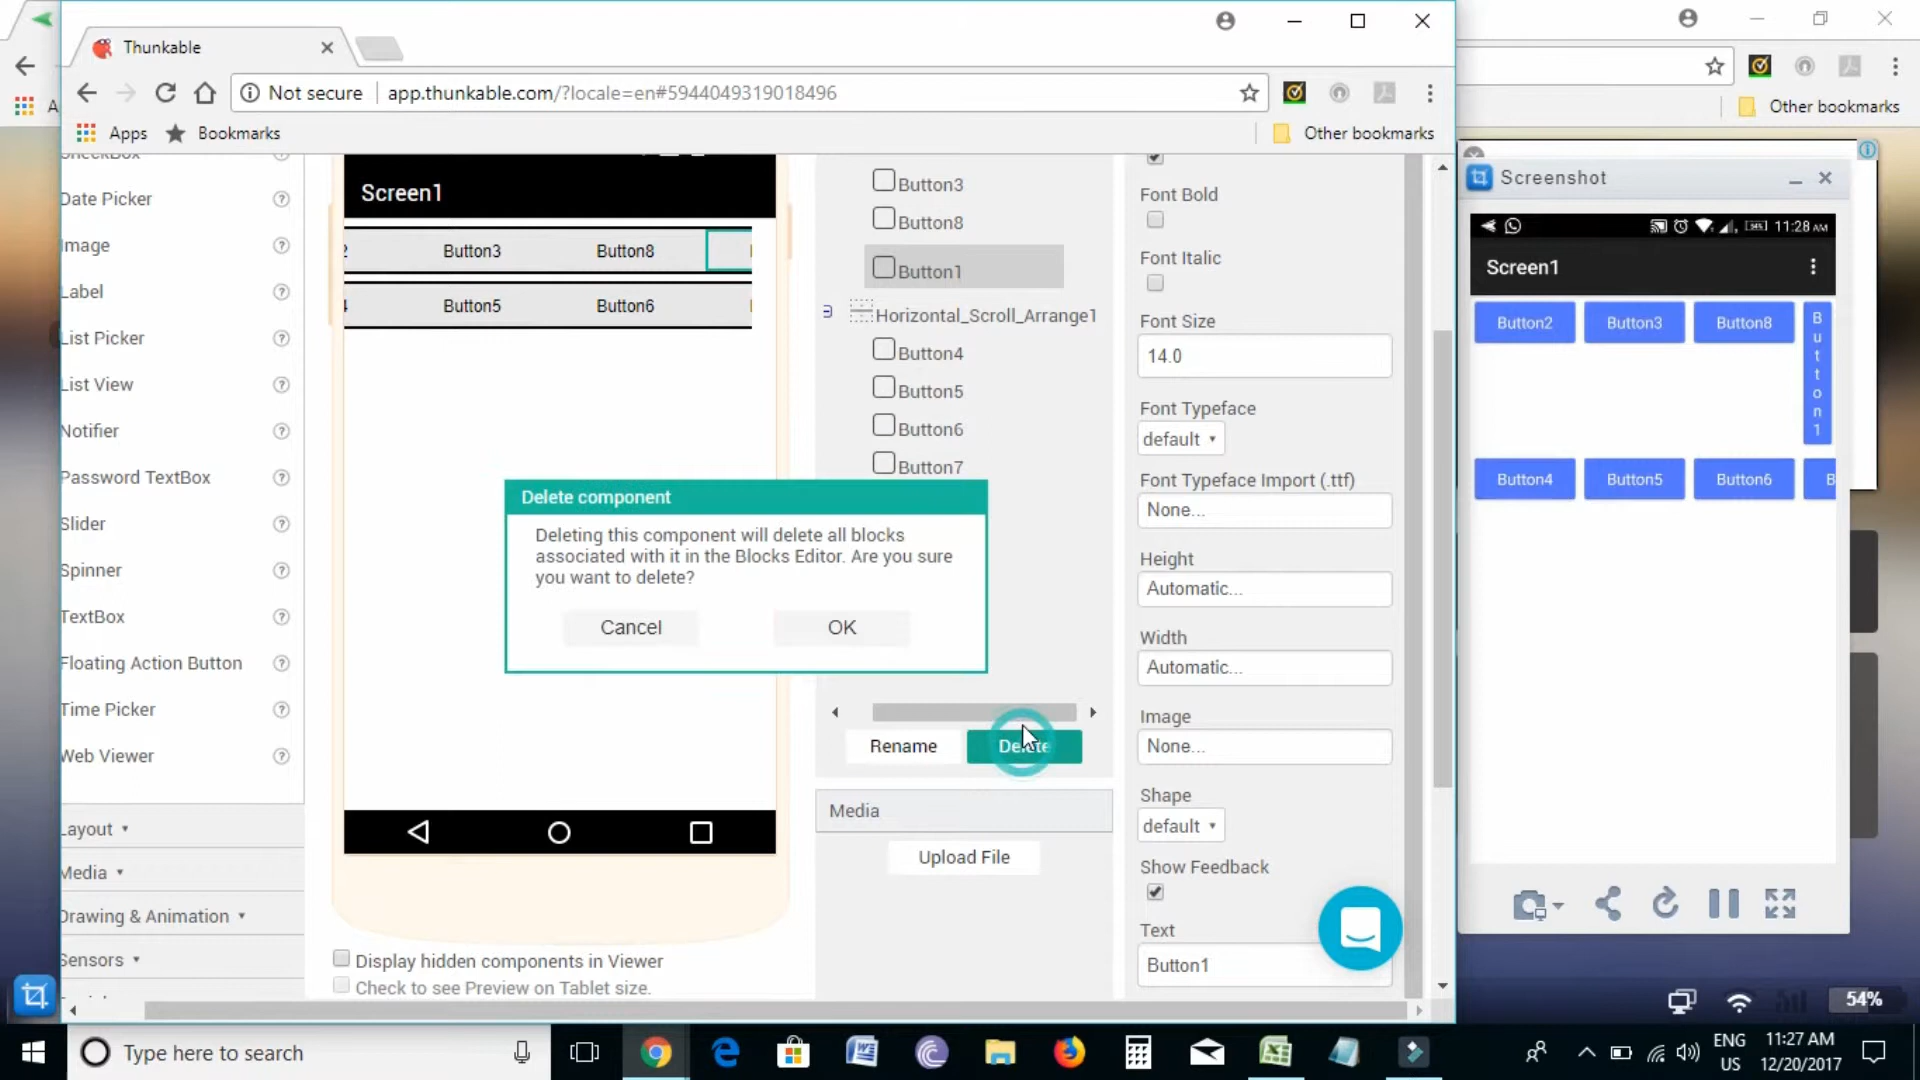 Thunkable
Not secure
app.thunkable.com/?locale=en#5944049319018496
Apps
Bookmarks
Other bookmarks
Other bookmarks
Date Picker
Image
Label
List Picker
List View
Notifier
Password TextBox
Slider
Spinner
TextBox
Floating Action Button
Time Picker
Web Viewer
Layout
Media
Drawing & Animation
Sensors
Screen1
2
Button3
Button8
4
Button5
Button6
Display hidden components in Viewer
Check to see Preview on Tablet size.
Button3
Button8
Button1
Horizontal_Scroll_Arrange1
Button4
Button5
Button6
Button7
Delete component
Deleting this component will delete all blocks
associated with it in the Blocks Editor. Are you sure
you want to delete?
Cancel
OK
Rename
Delete
Media
Upload File
Font Bold
Font Italic
Font Size
14.0
Font Typeface
default
Font Typeface Import (.ttf)
None...
Height
Automatic...
Width
Automatic...
Image
None...
Shape
default
Show Feedback
Text
Button1
Screenshot
11:28 AM
Screen1
Button2
Button3
Button8
Button1
Button4
Button5
Button6
B
54%
Type here to search
ENG
US
11:27 AM
12/20/2017